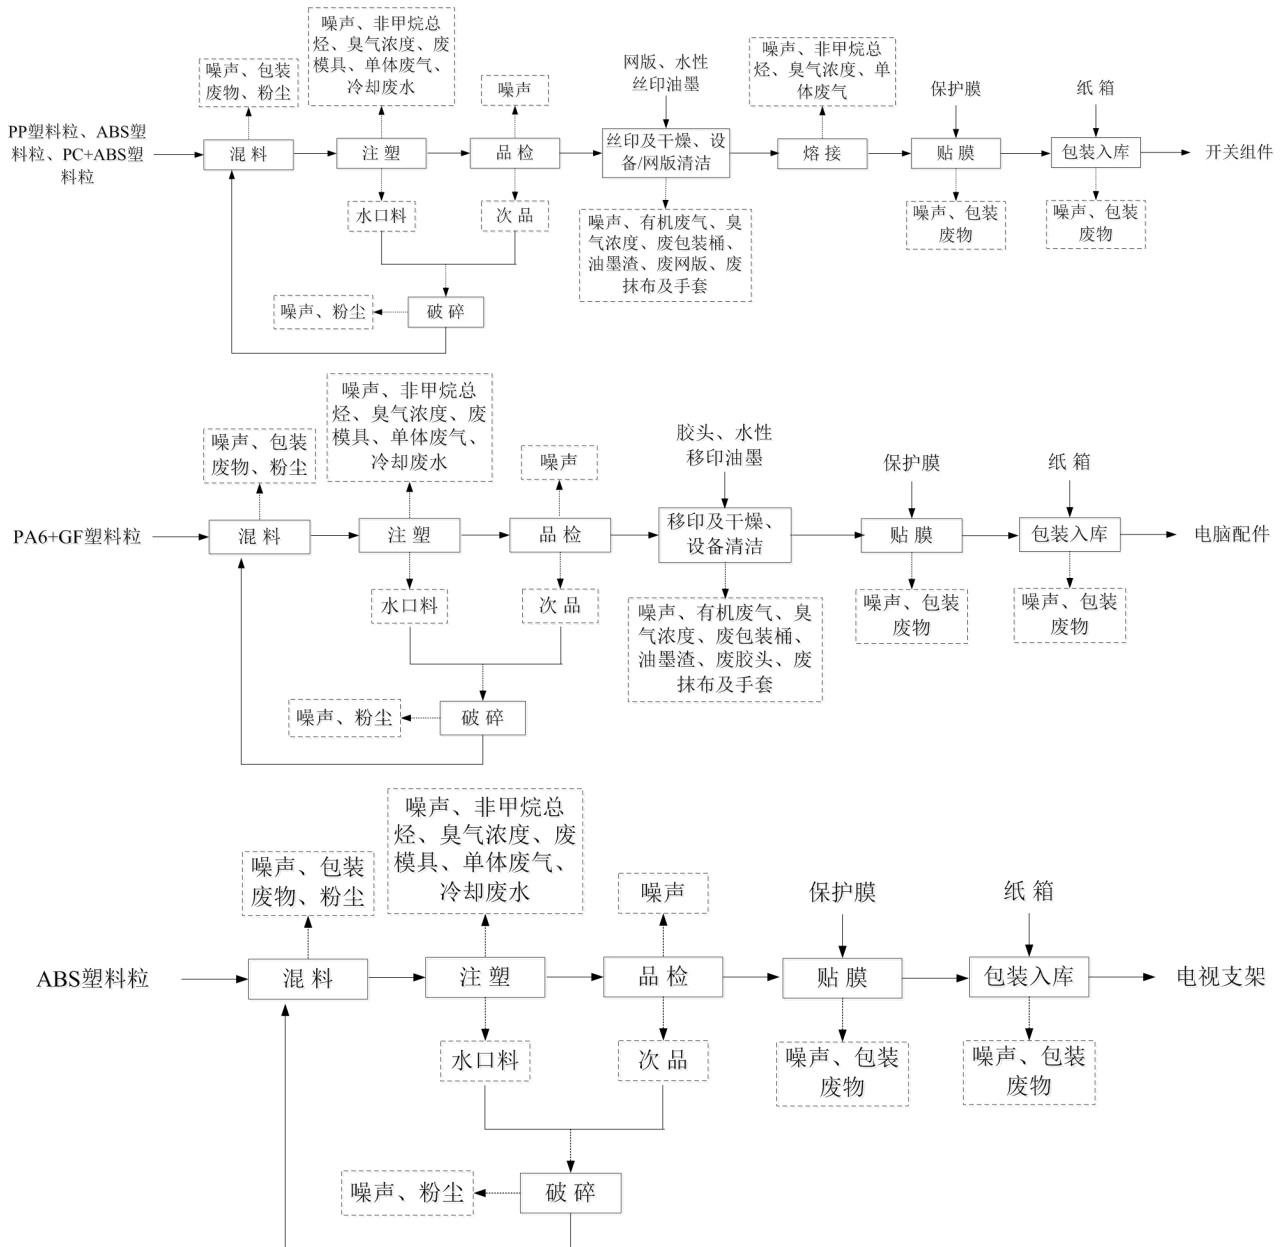 噪声、非甲烷总
烃、臭气浓度、废
模具、单体废气、
冷却废水
噪声、包装
废物、粉尘
噪声
网版、水性
丝印油墨
噪声、非甲烷总
烃、臭气浓度、单
体废气
保护膜
纸 箱
PP塑料粒、ABS塑
料粒、PC+ABS塑
料粒
混 料
注 塑
品 检
丝印及干燥、设
备/网版清洁
熔 接
贴 膜
包装入库
开关组件
水口料
次 品
噪声、有机废气、臭
气浓度、废包装桶、
油墨渣、废网版、废
抹布及手套
噪声、包装
废物
噪声、包装
废物
噪声、粉尘
破 碎
噪声、非甲烷总
烃、臭气浓度、废
模具、单体废气、
冷却废水
噪声、包装
废物、粉尘
噪声
胶头、水性
移印油墨
保护膜
纸 箱
PA6+GF塑料粒
混 料
注 塑
品 检
移印及干燥、
设备清洁
贴 膜
包装入库
电脑配件
水口料
次 品
噪声、有机废气、臭
气浓度、废包装桶、
油墨渣、废胶头、废
抹布及手套
噪声、包装
废物
噪声、包装
废物
噪声、粉尘
破 碎
噪声、非甲烷总
烃、臭气浓度、废
模具、单体废气、
冷却废水
噪声、包装
废物、粉尘
噪声
保护膜
纸 箱
ABS塑料粒
混 料
注 塑
品 检
贴 膜
包装入库
电视支架
水口料
次 品
噪声、包装
废物
噪声、包装
废物
噪声、粉尘
破 碎